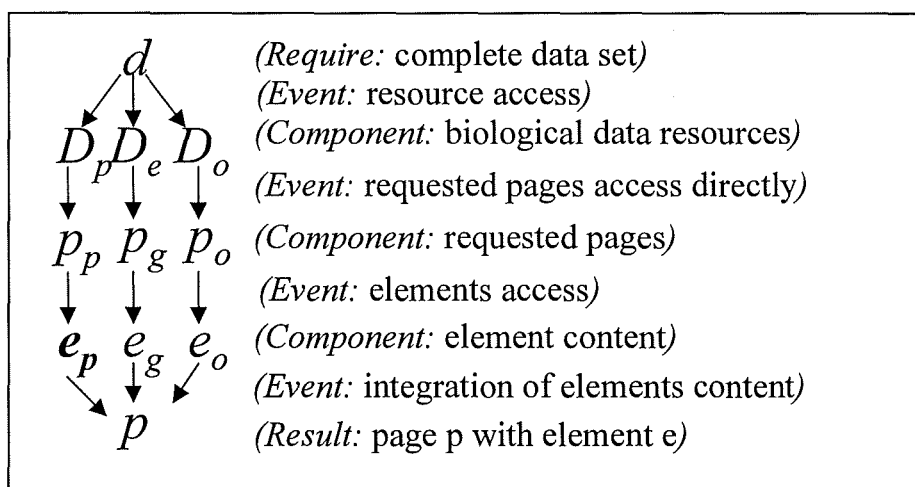 d (Require: complete data set)
(Event: resource access)
D_p D_e D_o (Component: biological data resources)
(Event: requested pages access directly)
p_p p_g p_o (Component: requested pages)
(Event: elements access)
e_p e_g e_o (Component: element content)
(Event: integration of elements content)
p (Result: page p with element e)